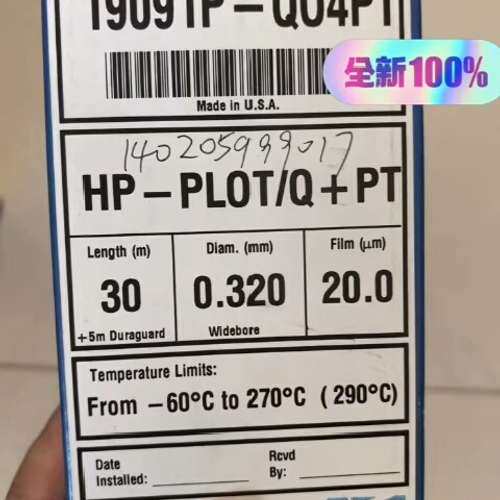 19091P-QO4PT
全新100%
Made in U.S.A.
140205999017
HP-PLOT/Q+PT
Length (m) Diam. (mm) Film (μm)
30 0.320 20.0
+5m Duraguard Widebore
Temperature Limits:
From -60°C to 270°C (290°C)
Date Installed:
Rcvd By: